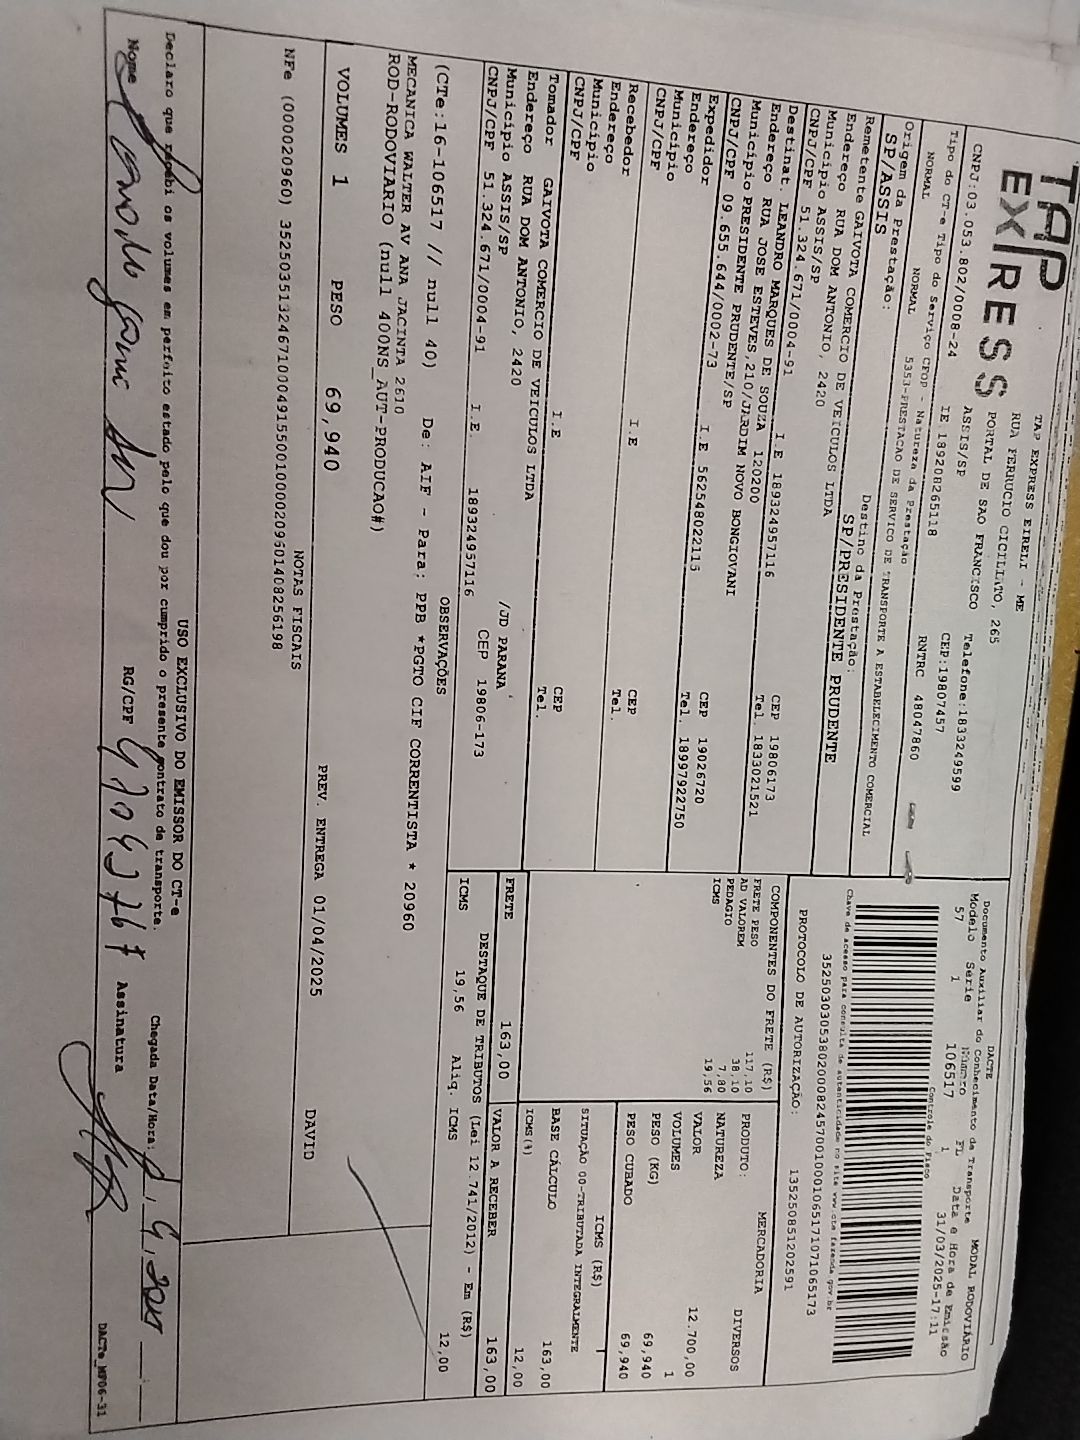 TAP
EXPRESS
TAP EXPRESS EIRELI - ME
RUA FERRUCIO CICILIATO, 265
PORTAL DE SAO FRANCISCO
ASSIS/SP
Telefone:1833249599
CNPJ:03.053.802/0008-24
IE 189208265118
CEP:19807457
Tipo do CT-e Tipo do Serviço CFOP - Natureza da Prestação
RNTRC 48047860
NORMAL NORMAL 5353-PRESTACAO DE SERVICO DE TRANSPORTE A ESTABELECIMENTO COMERCIAL
Origem da Prestação:
SP/ASSIS
Destino da Prestação:
SP/PRESIDENTE PRUDENTE
Remetente GAIVOTA COMERCIO DE VEICULOS LTDA
Endereço RUA DOM ANTONIO, 2420
Município ASSIS/SP CEP 19806173
CNPJ/CPF 51.324.671/0004-91 I.E 189324957116 Tel. 1833021521
Destinat. LEANDRO MARQUES DE SOUZA 120200
Endereço RUA JOSE ESTEVES,210/JARDIM NOVO BONGIOVANI
Município PRESIDENTE PRUDENTE/SP CEP 19026720
CNPJ/CPF 09.655.644/0002-73 I.E 562548022115 Tel. 18997922750
Expedidor
Endereço
Município CEP
CNPJ/CPF I.E Tel.
Recebedor
Endereço
Município CEP
CNPJ/CPF I.E Tel.
Tomador GAIVOTA COMERCIO DE VEICULOS LTDA
Endereço RUA DOM ANTONIO, 2420 /JD PARANA
Município ASSIS/SP CEP 19806-173
CNPJ/CPF 51.324.671/0004-91 I.E. 189324957116
DACTE MODAL RODOVIÁRIO
Documento Auxiliar do Conhecimento de Transporte
Modelo Série Número FL Data e Hora de Emissão
57 1 106517 1 31/03/2025-17:11
Controle do Fisco
Chave de acesso para consulta de autenticidade no site www.cte.fazenda.gov.br
35250303053802000824570010001065171071065173
PROTOCOLO DE AUTORIZAÇÃO: 135250851202591
COMPONENTES DO FRETE (R$)
FRETE PESO 117,10
AD VALOREM 38,10
PEDAGIO 7,80
ICMS 19,56
FRETE 163,00
MERCADORIA
PRODUTO: DIVERSOS
NATUREZA
VALOR 12.700,00
VOLUMES 1
PESO (KG) 69,940
PESO CUBADO 69,940
ICMS (R$)
SITUAÇÃO 00-TRIBUTADA INTEGRALMENTE
BASE CÁLCULO 163,00
ICMS(%) 12,00
VALOR A RECEBER 163,00
DESTAQUE DE TRIBUTOS (Lei 12.741/2012) - Em (R$)
ICMS 19,56 Aliq. ICMS 12,00
OBSERVAÇÕES
(CTe:16-106517 // null 40) De: AIF - Para: PPB *PGTO CIF CORRENTISTA * 20960
MECANICA WALTER AV ANA JACINTA 2610
ROD-RODOVIARIO (null 400NS_AUT-PRODUCAO#)
VOLUMES 1 PESO 69,940 PREV. ENTREGA 01/04/2025 DAVID
NOTAS FISCAIS
NFe (000020960) 35250351324671000491550010000209601408256198
USO EXCLUSIVO DO EMISSOR DO CT-e
Declaro que recebi os volumes em perfeito estado pelo que dou por cumprido o presente contrato de transporte.
Chegada Data/Hora:
Nome RG/CPF Assinatura
DACTe_MP06-31